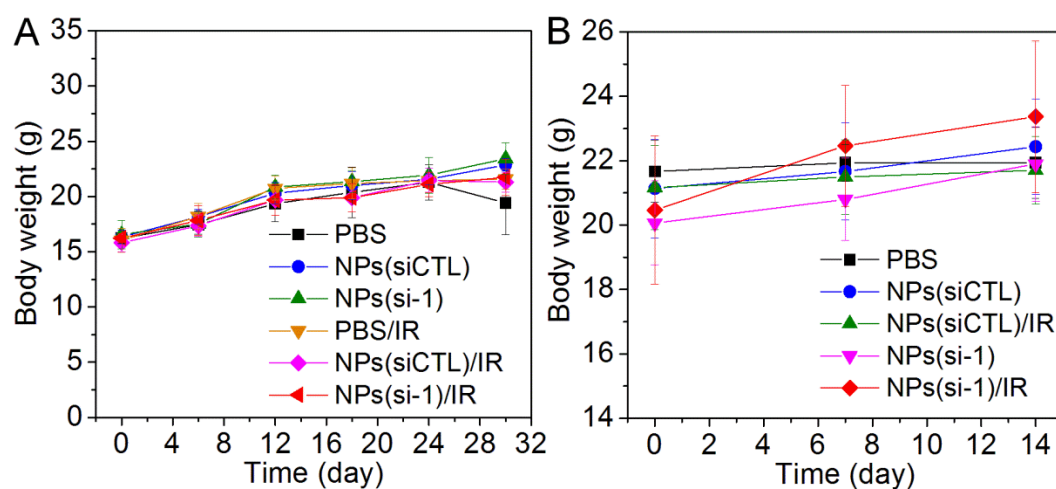 A
Body weight (g)
35
30
25
20
15
10
5
0
PBS
NPs(siCTL)
NPs(si-1)
PBS/IR
NPs(siCTL)/IR
NPs(si-1)/IR
0 4 8 12 16 20 24 28 32
Time (day)
B
Body weight (g)
26
24
22
20
18
16
14
PBS
NPs(siCTL)
NPs(siCTL)/IR
NPs(si-1)
NPs(si-1)/IR
0 2 4 6 8 10 12 14
Time (day)